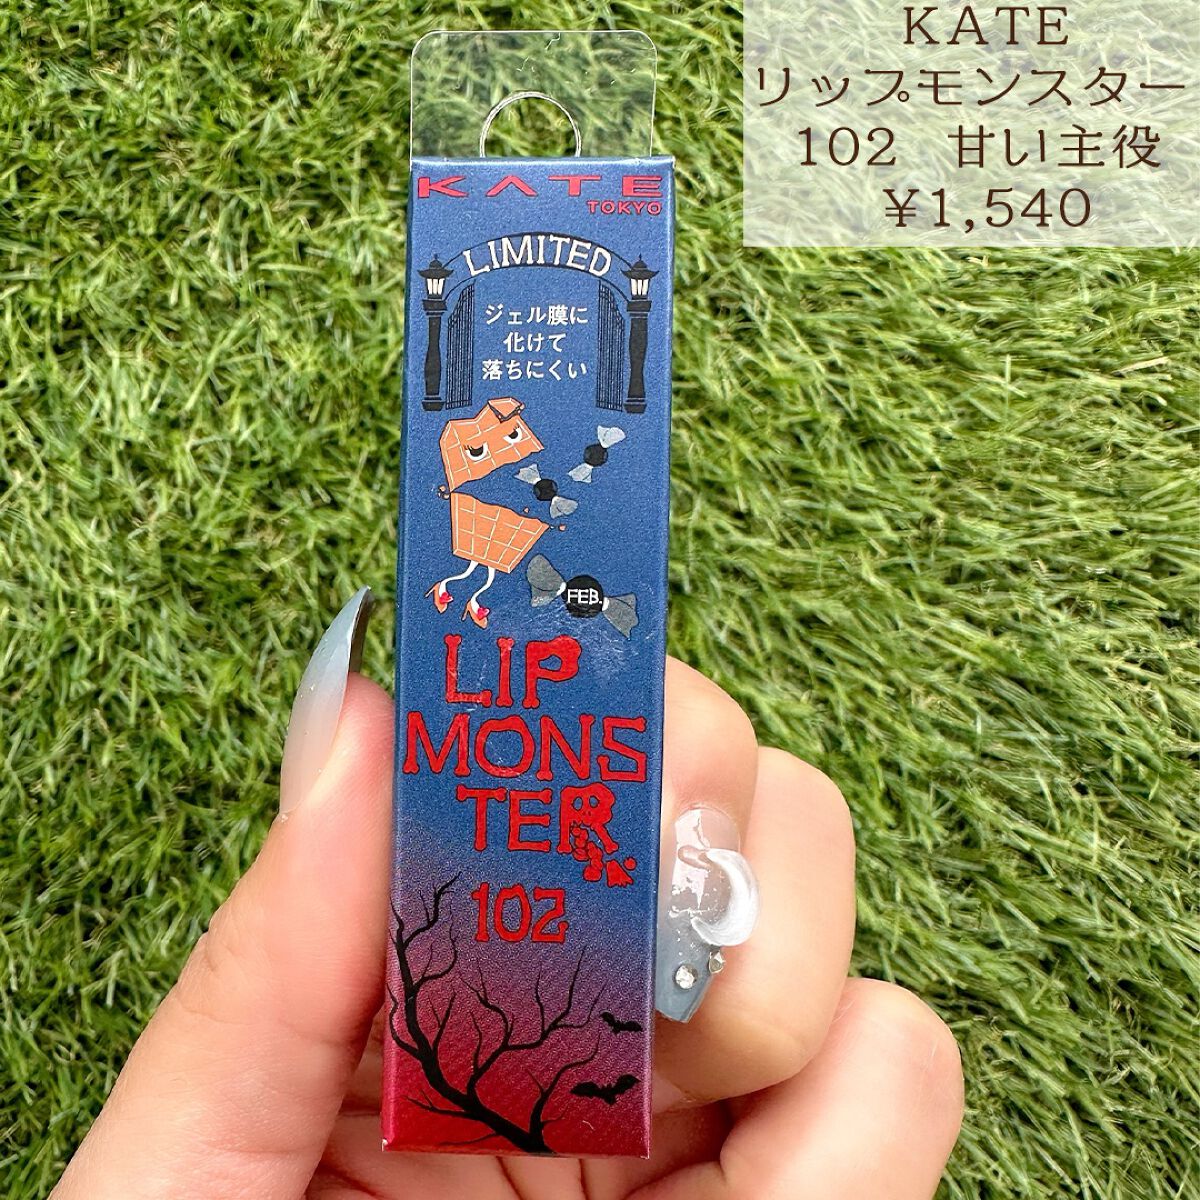 KATE
リップモンスター
102 甘い主役
¥1,540
KATE
TOKYO
LIMITED
ジェル膜に
化けて
落ちにくい
FEB.
LIP
MONS
TER
102